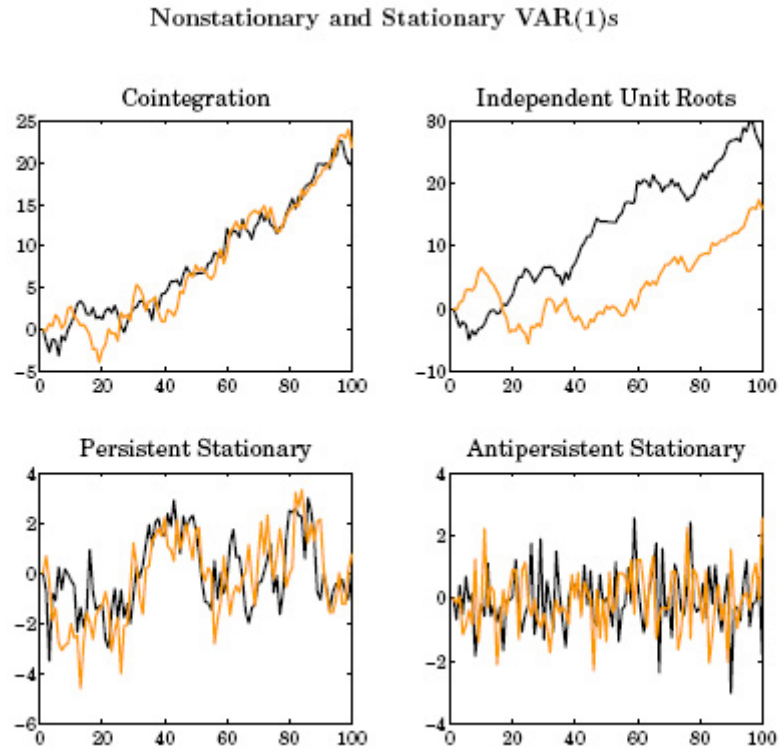 Nonstationary and Stationary VAR(1)s
Cointegration
25
20
15
10
5
0
−5
0 20 40 60 80 100
Independent Unit Roots
30
20
10
0
−10
0 20 40 60 80 100
Persistent Stationary
4
2
0
−2
−4
−6
0 20 40 60 80 100
Antipersistent Stationary
4
2
0
−2
−4
0 20 40 60 80 100